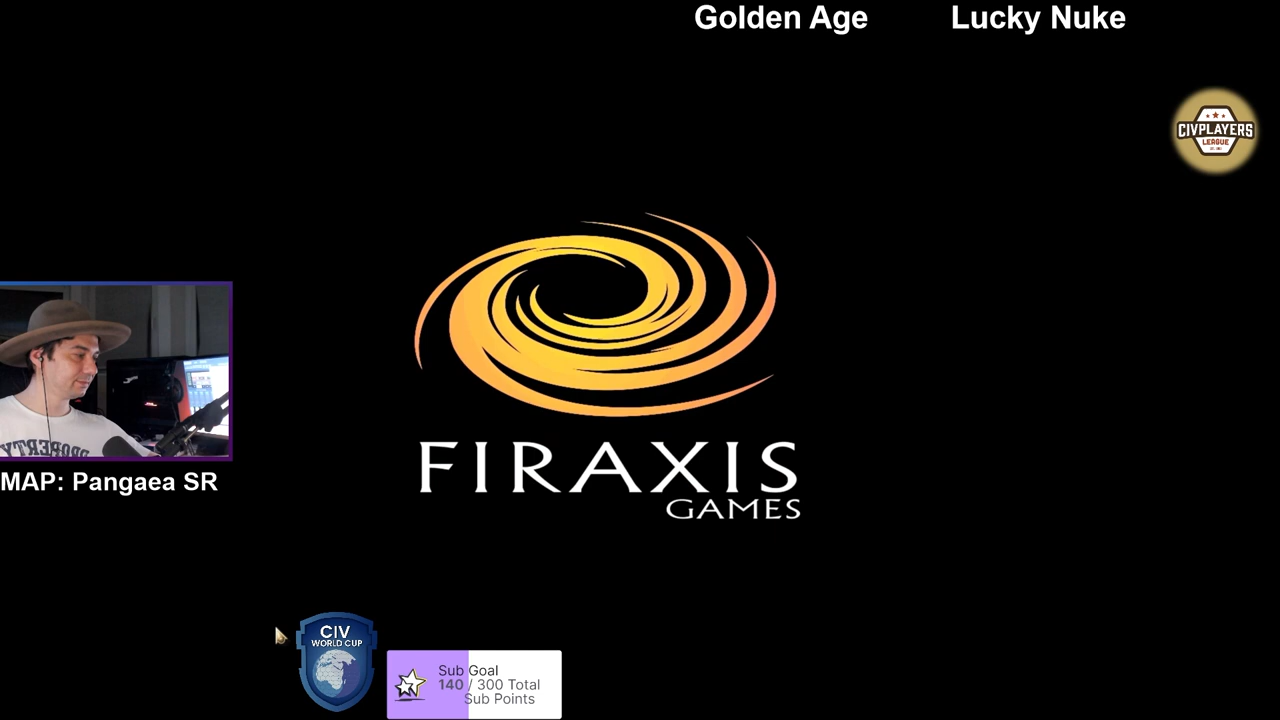 Golden Age
Lucky Nuke
CIVPLAYERS
LEAGUE
FIRAXIS
GAMES
PROPERTY
MAP: Pangaea SR
CIV
WORLD CUP
Sub Goal
140 / 300 Total
Sub Points